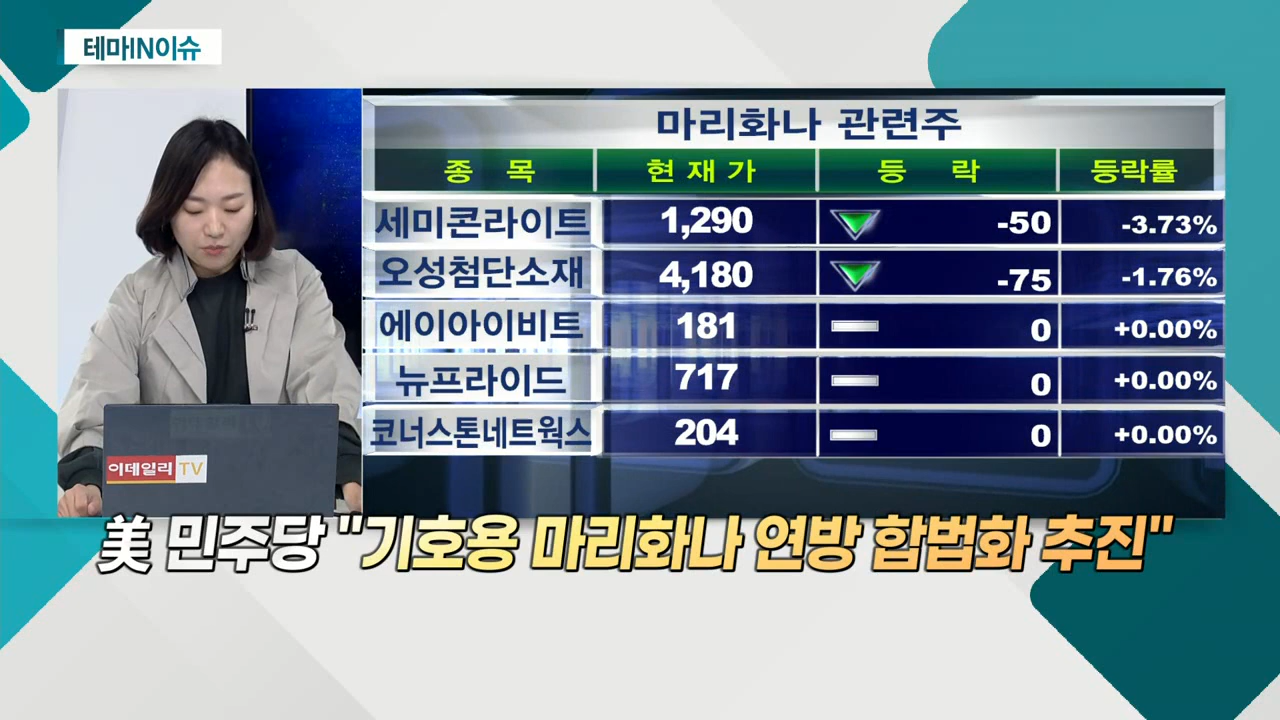 테마IN이슈
마리화나 관련주
종 목 현 재 가 등 락 등락률
세미콘라이트 1,290 -50 -3.73%
오성첨단소재 4,180 -75 -1.76%
에이아이비트 181 0 +0.00%
뉴프라이드 717 0 +0.00%
코너스톤네트웍스 204 0 +0.00%
이데일리 TV
美 민주당 "기호용 마리화나 연방 합법화 추진"